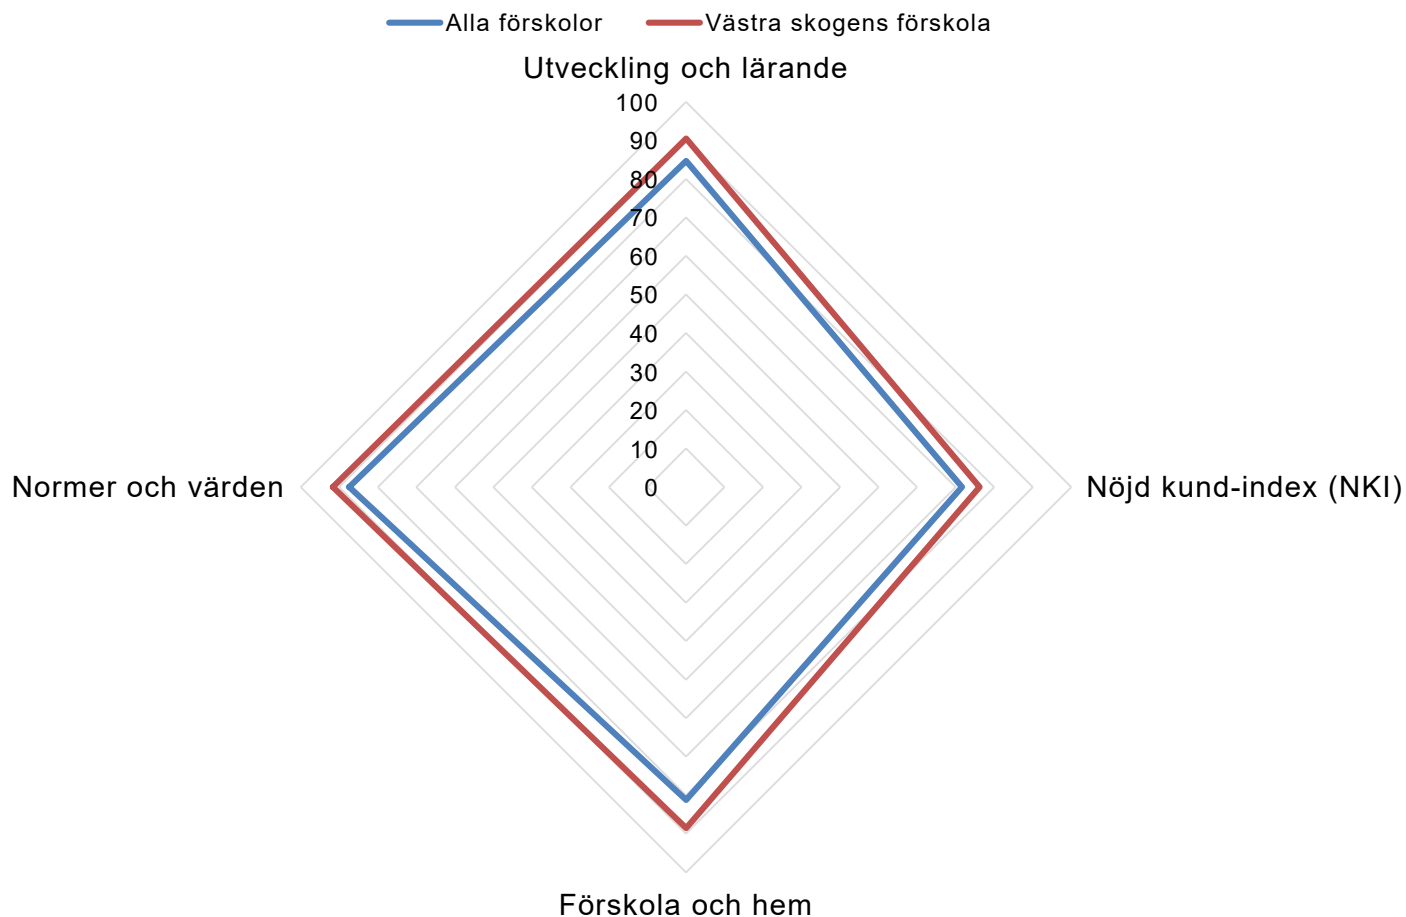 Alla förskolor Västra skogens förskola
Utveckling och lärande
100
90
80
70
60
50
40
30
20
10
0
Normer och värden
Nöjd kund-index (NKI)
Förskola och hem